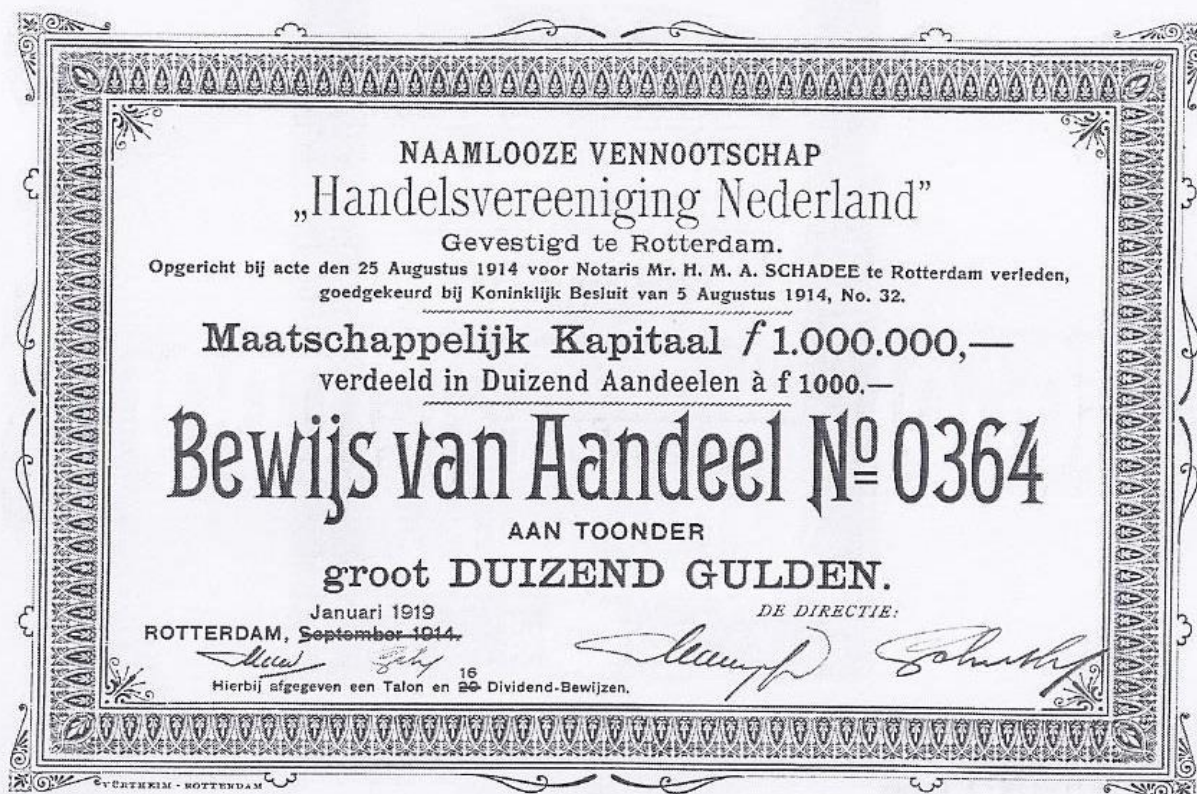 NAAMLOOZE VENNOOTSCHAP
„Handelsvereeniging Nederland”
Gevestigd te Rotterdam.
Opgericht bij acte den 25 Augustus 1914 voor Notaris Mr. H. M. A. SCHADEE te Rotterdam verleden,
goedgekeurd bij Koninklijk Besluit van 5 Augustus 1914, No. 32.
Maatschappelijk Kapitaal ƒ 1.000.000,—
verdeeld in Duizend Aandeelen à f 1000.—
Bewijs van Aandeel Nº 0364
AAN TOONDER
groot DUIZEND GULDEN.
Januari 1919
DE DIRECTIE:
ROTTERDAM, September 1914.
16
Hierbij afgegeven een Talon en 20 Dividend-Bewijzen.
WÜRTHEIM - ROTTERDAM